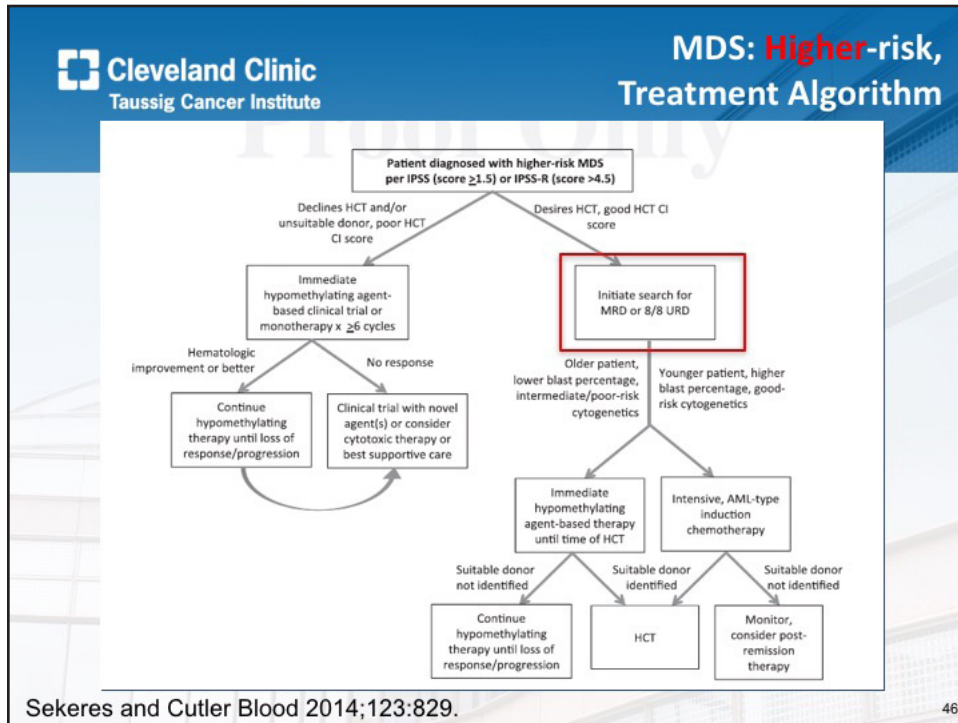 Cleveland Clinic
Taussig Cancer Institute
MDS: Higher-risk,
Treatment Algorithm
Proof Only
Patient diagnosed with higher-risk MDS
per IPSS (score ≥1.5) or IPSS-R (score >4.5)
Declines HCT and/or
unsuitable donor, poor HCT
CI score
Desires HCT, good HCT CI
score
Immediate
hypomethylating agent-
based clinical trial or
monotherapy x ≥6 cycles
Initiate search for
MRD or 8/8 URD
Hematologic
improvement or better
No response
Older patient,
lower blast percentage,
intermediate/poor-risk
cytogenetics
Younger patient, higher
blast percentage, good-
risk cytogenetics
Continue
hypomethylating
therapy until loss of
response/progression
Clinical trial with novel
agent(s) or consider
cytotoxic therapy or
best supportive care
Immediate
hypomethylating
agent-based therapy
until time of HCT
Intensive, AML-type
induction
chemotherapy
Suitable donor
not identified
Suitable donor
identified
Suitable donor
not identified
Continue
hypomethylating
therapy until loss of
response/progression
HCT
Monitor,
consider post-
remission
therapy
Sekeres and Cutler Blood 2014;123:829.
46